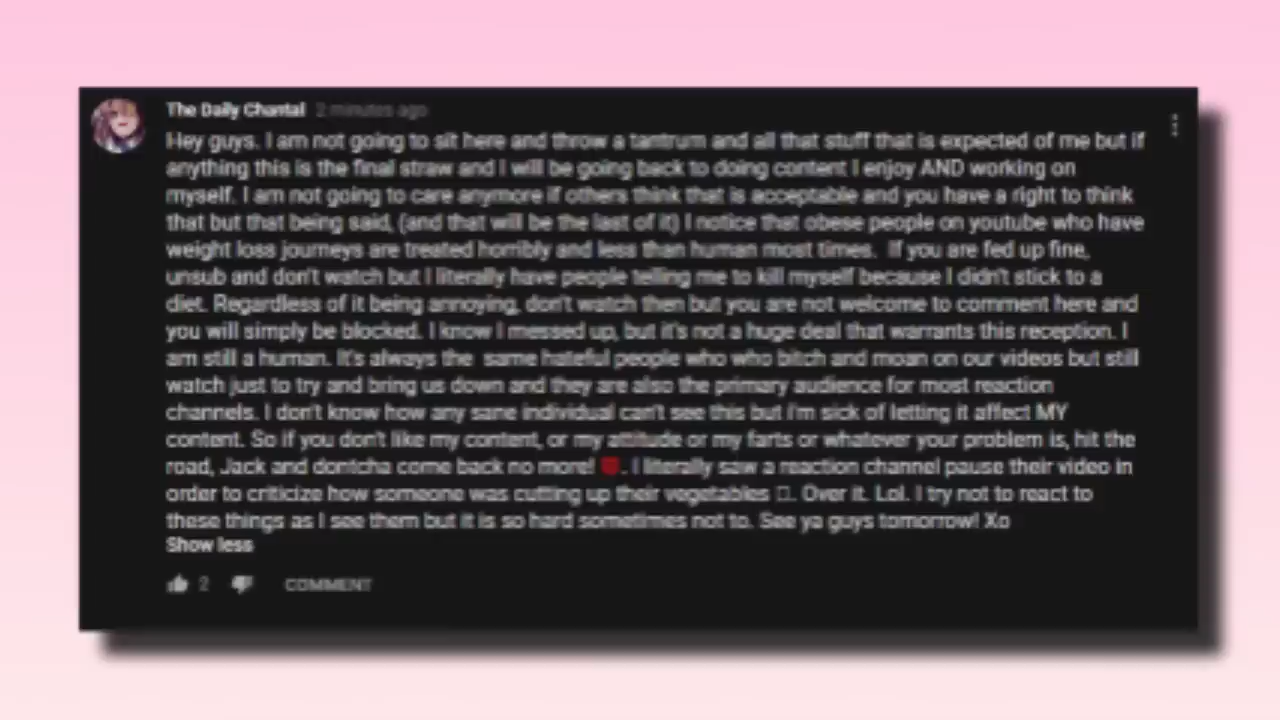 The Daily Chantal 2 minutes ago
Hey guys. I am not going to sit here and throw a tantrum and all that stuff that is expected of me but if
anything this is the final straw and I will be going back to doing content I enjoy AND working on
myself. I am not going to care anymore if others think that is acceptable and you have a right to think
that but that being said, (and that will be the last of it) I notice that obese people on youtube who have
weight loss journeys are treated horribly and less than human most times. If you are fed up fine,
unsub and don't watch but I literally have people telling me to kill myself because I didn't stick to a
diet. Regardless of it being annoying, don't watch then but you are not welcome to comment here and
you will simply be blocked. I know I messed up, but it's not a huge deal that warrants this reception. I
am still a human. It's always the same hateful people who who bitch and moan on our videos but still
watch just to try and bring us down and they are also the primary audience for most reaction
channels. I don't know how any sane individual can't see this but i'm sick of letting it affect MY
content. So if you don't like my content, or my attitude or my farts or whatever your problem is, hit the
road, Jack and dontcha come back no more! . I literally saw a reaction channel pause their video in
order to criticize how someone was cutting up their vegetables . Over it. Lol. I try not to react to
these things as I see them but it is so hard sometimes not to. See ya guys tomorrow! Xo
Show less
2 COMMENT